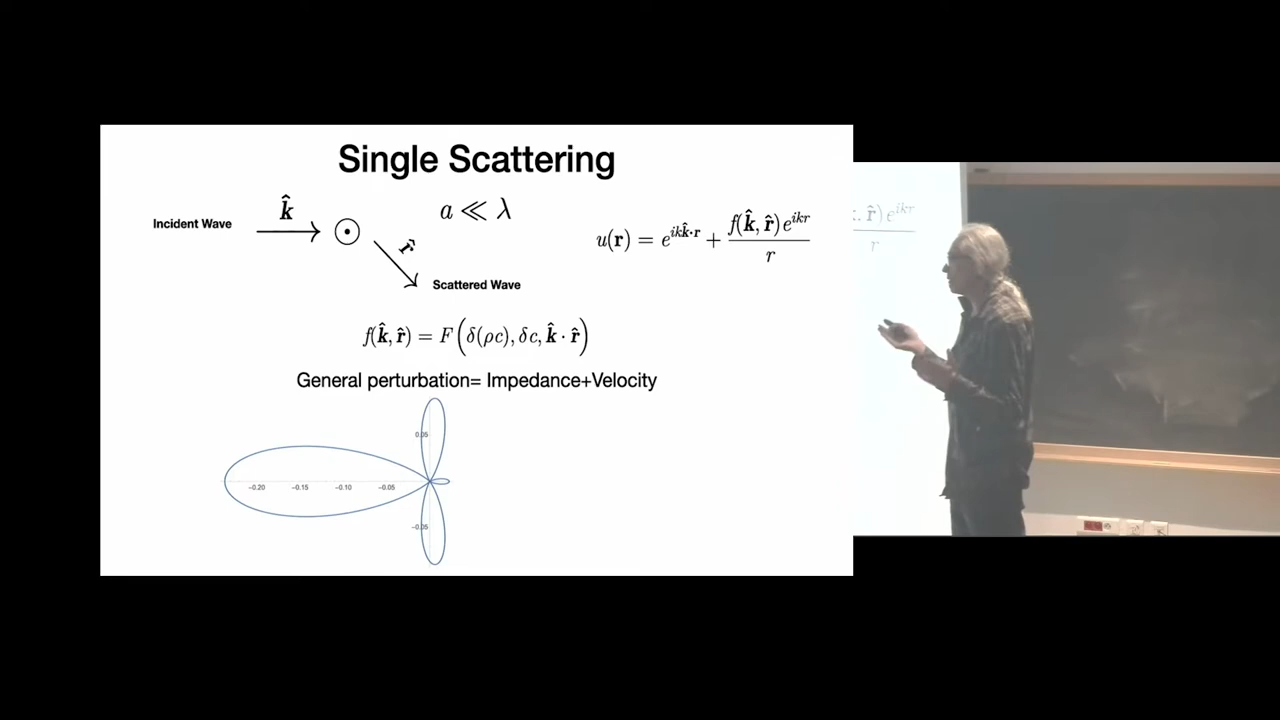 Single Scattering
Incident Wave
k̂
a ≪ λ
u(r) = e^{ikk̂·r} + f(k̂, r̂)e^{ikr} / r
r̂
Scattered Wave
f(k̂, r̂) = F(δ(ρc), δc, k̂ · r̂)
General perturbation= Impedance+Velocity
0.05
−0.20 −0.15 −0.10 −0.05
−0.05
r̂)e^{ikr}
r